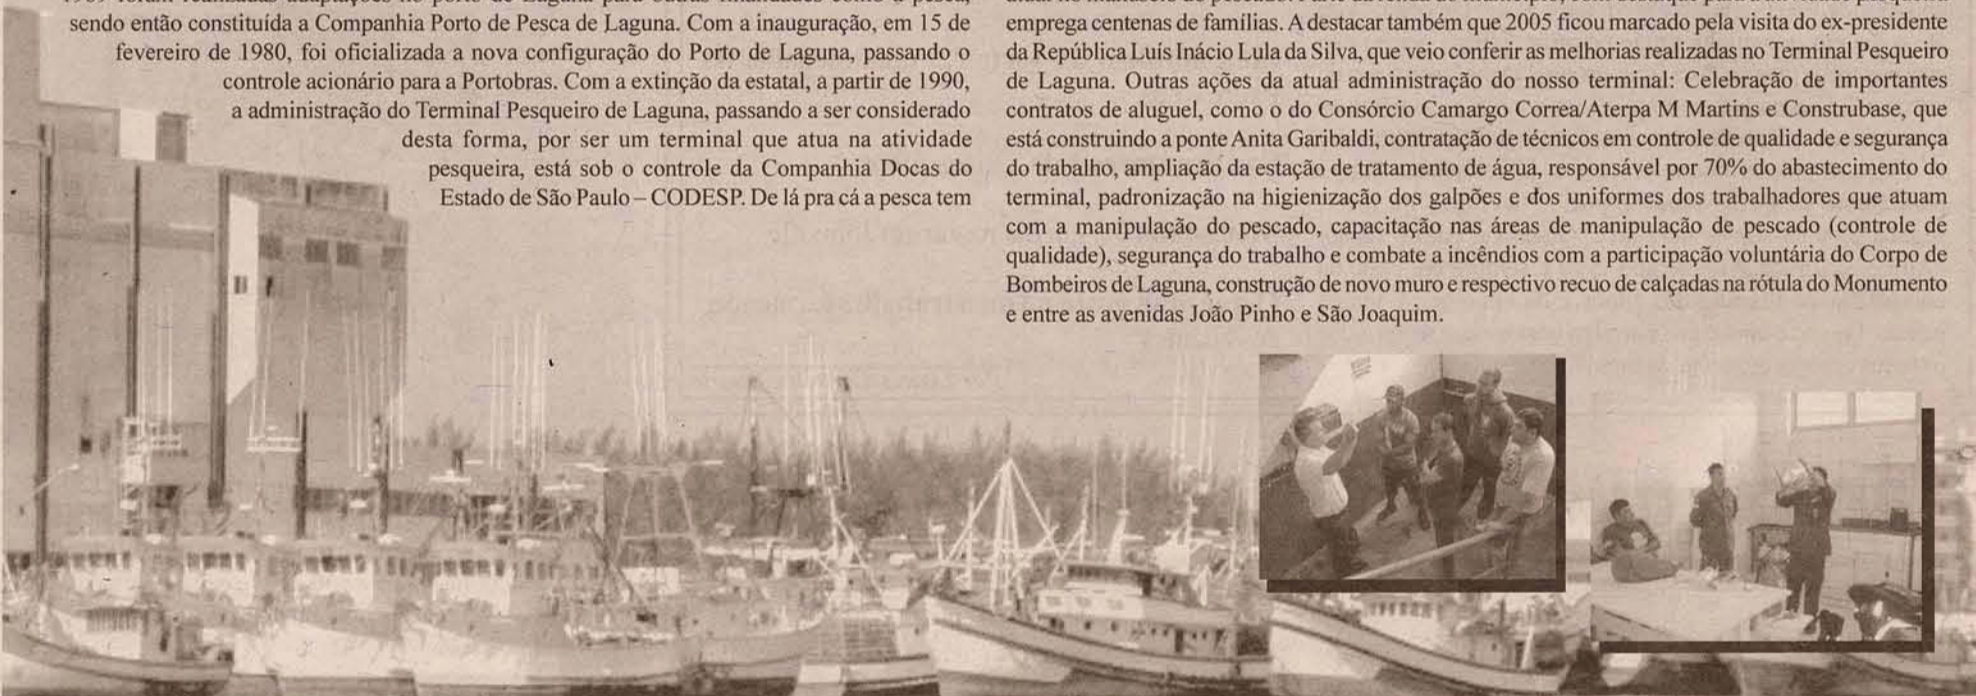 sendo então constituída a Companhia Porto de Pesca de Laguna. Com a inauguração, em 15 de
fevereiro de 1980, foi oficializada a nova configuração do Porto de Laguna, passando o
controle acionário para a Portobras. Com a extinção da estatal, a partir de 1990,
a administração do Terminal Pesqueiro de Laguna, passando a ser considerado
desta forma, por ser um terminal que atua na atividade
pesqueira, está sob o controle da Companhia Docas do
Estado de São Paulo – CODESP. De lá pra cá a pesca tem
emprega centenas de famílias. A destacar também que 2005 ficou marcado pela visita do ex-presidente
da República Luís Inácio Lula da Silva, que veio conferir as melhorias realizadas no Terminal Pesqueiro
de Laguna. Outras ações da atual administração do nosso terminal: Celebração de importantes
contratos de aluguel, como o do Consórcio Camargo Correa/Aterpa M Martins e Construbase, que
está construindo a ponte Anita Garibaldi, contratação de técnicos em controle de qualidade e segurança
do trabalho, ampliação da estação de tratamento de água, responsável por 70% do abastecimento do
terminal, padronização na higienização dos galpões e dos uniformes dos trabalhadores que atuam
com a manipulação do pescado, capacitação nas áreas de manipulação de pescado (controle de
qualidade), segurança do trabalho e combate a incêndios com a participação voluntária do Corpo de
Bombeiros de Laguna, construção de novo muro e respectivo recuo de calçadas na rótula do Monumento
e entre as avenidas João Pinho e São Joaquim.